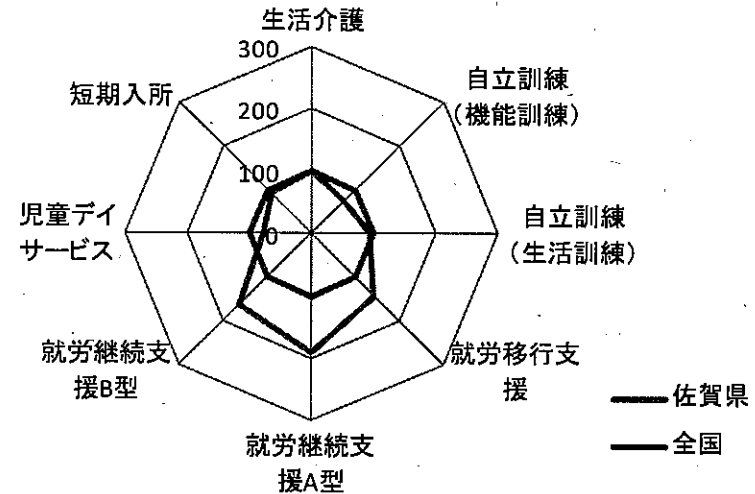 生活介護
300
自立訓練
(機能訓練)
短期入所
200
100
児童デイ
サービス
0
自立訓練
(生活訓練)
就労継続支
援B型
就労移行支
援
佐賀県
就労継続支
援A型
全国